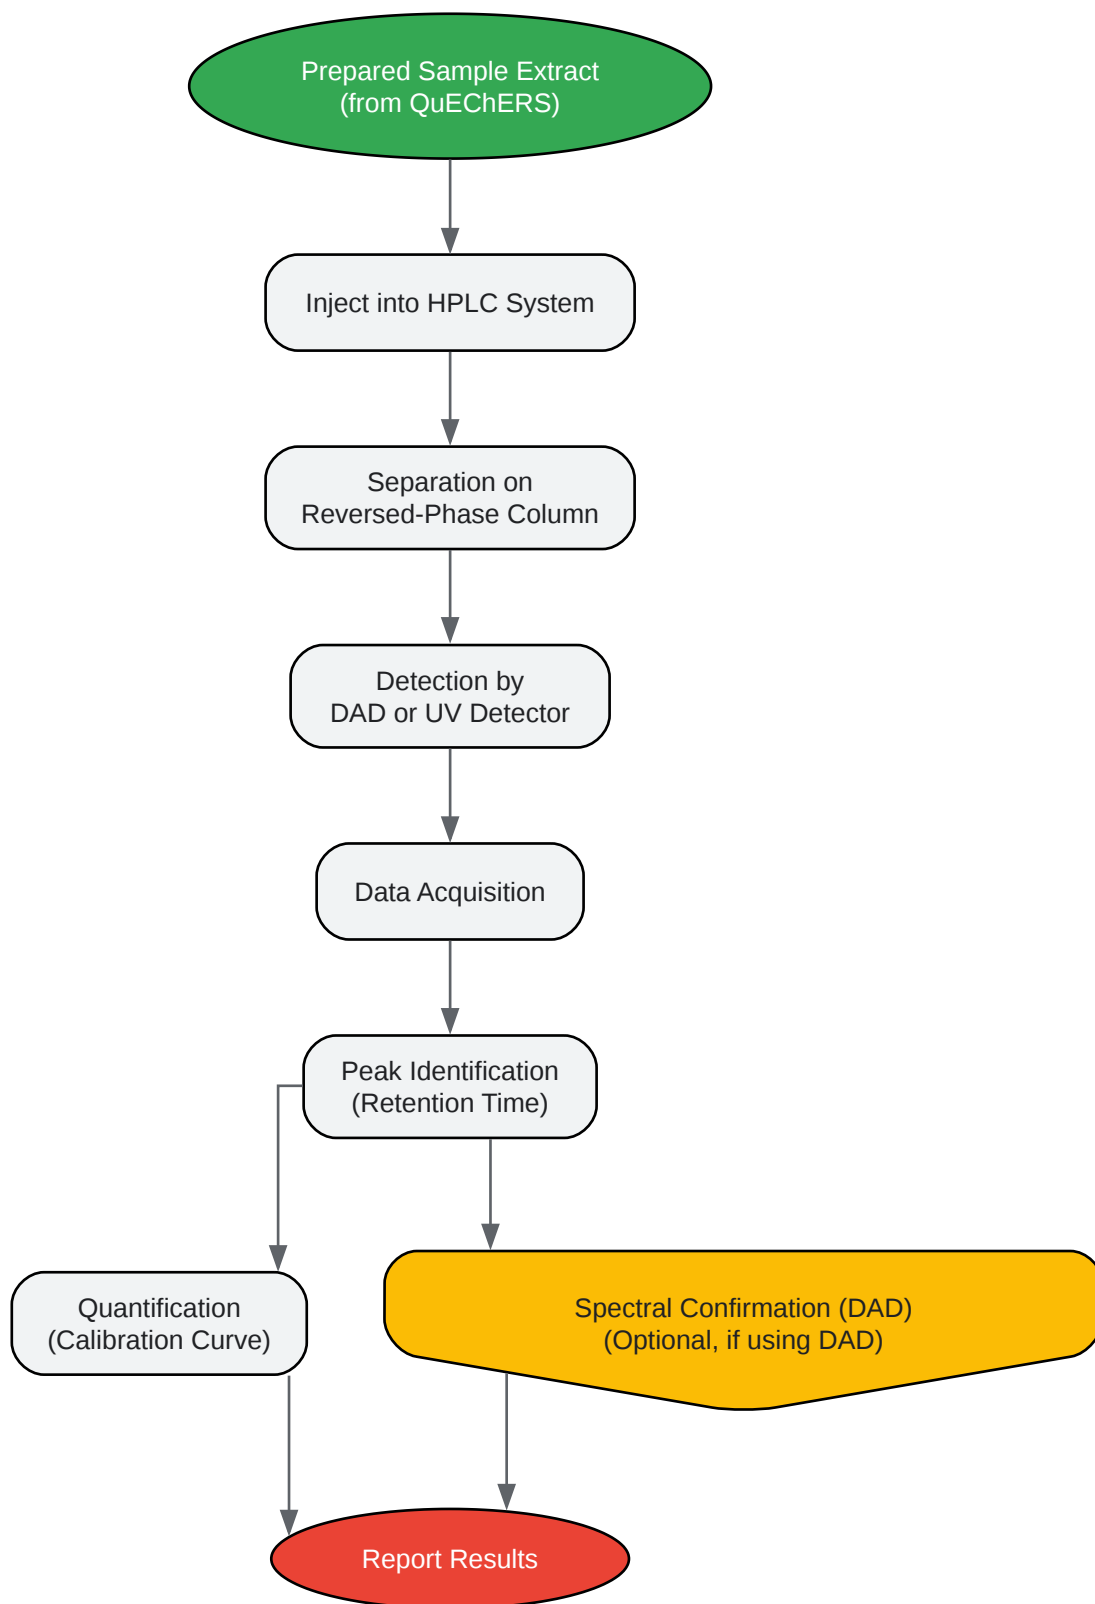 Prepared Sample Extract
(from QuEChERS)
Inject into HPLC System
Separation on
Reversed-Phase Column
Detection by
DAD or UV Detector
Data Acquisition
Peak Identification
(Retention Time)
Quantification
(Calibration Curve)
Spectral Confirmation (DAD)
(Optional, if using DAD)
Report Results